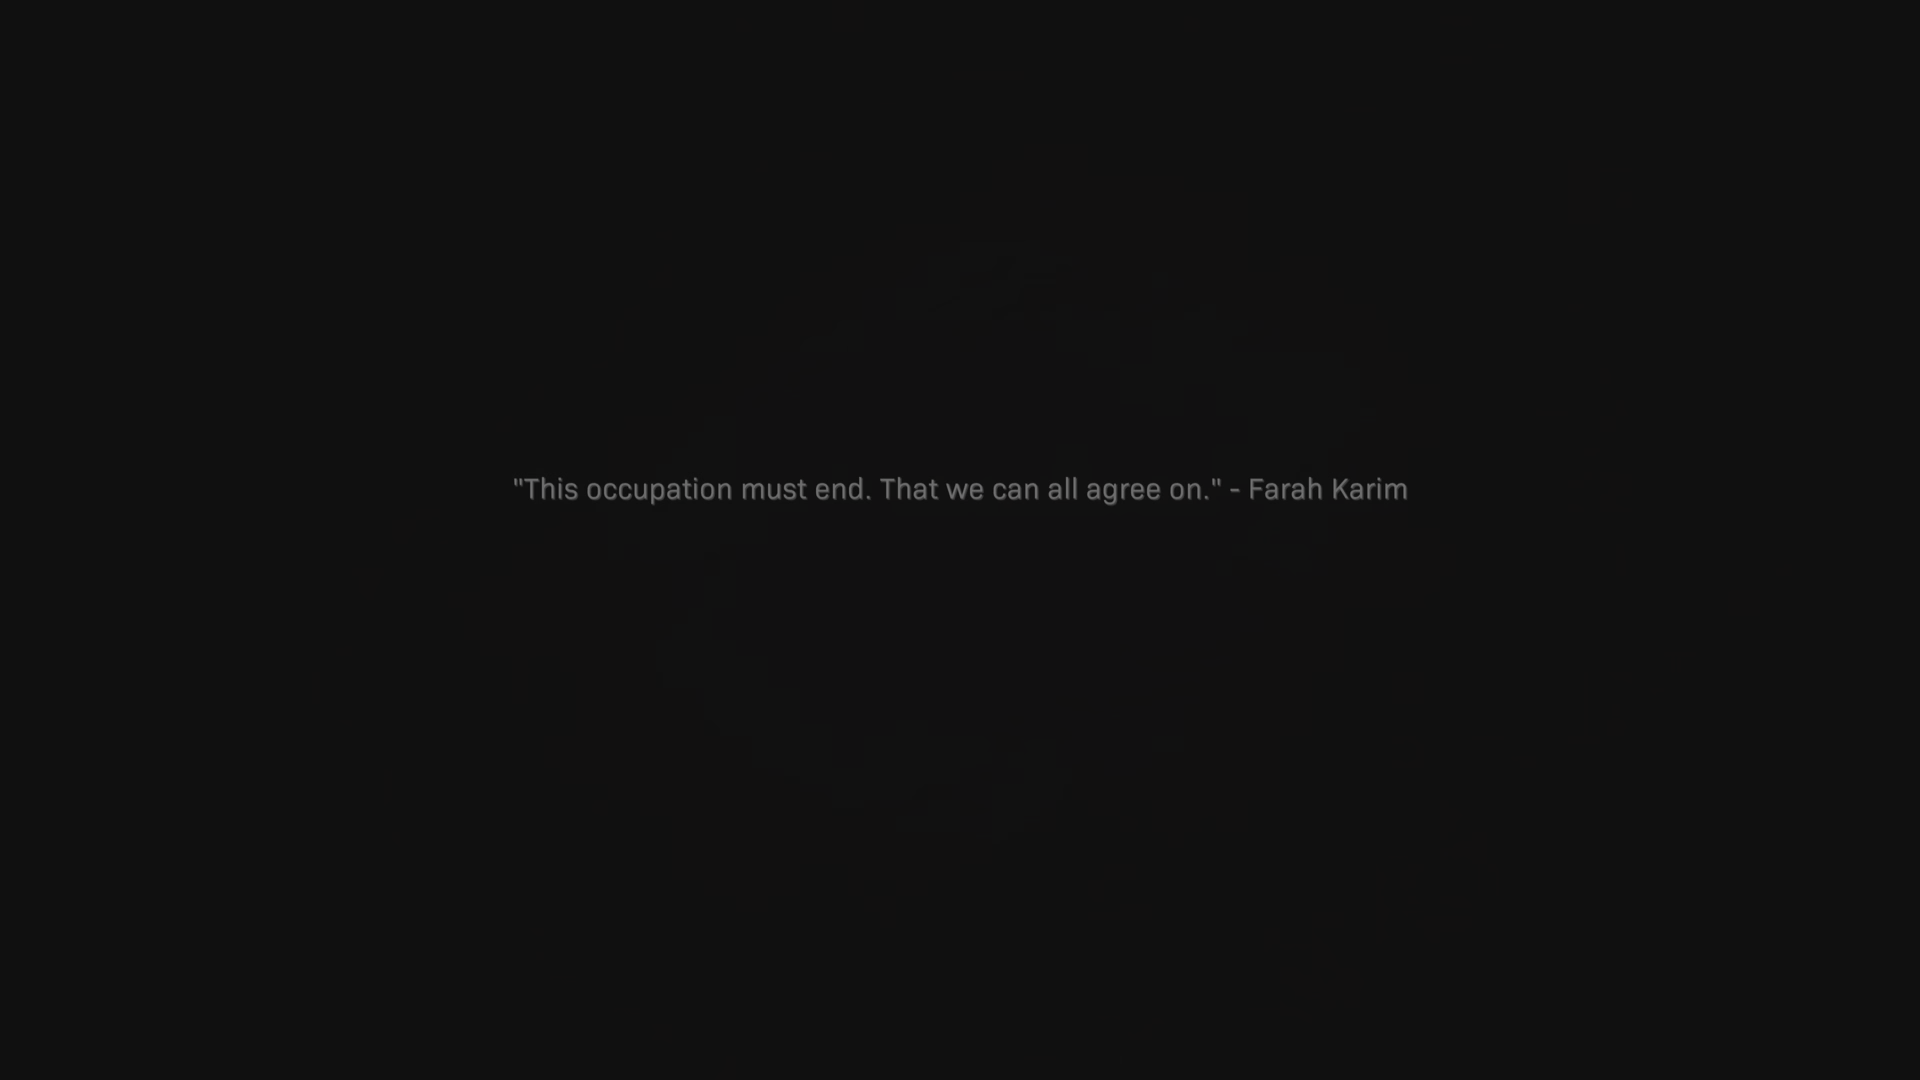 "This occupation must end. That we can all agree on." - Farah Karim